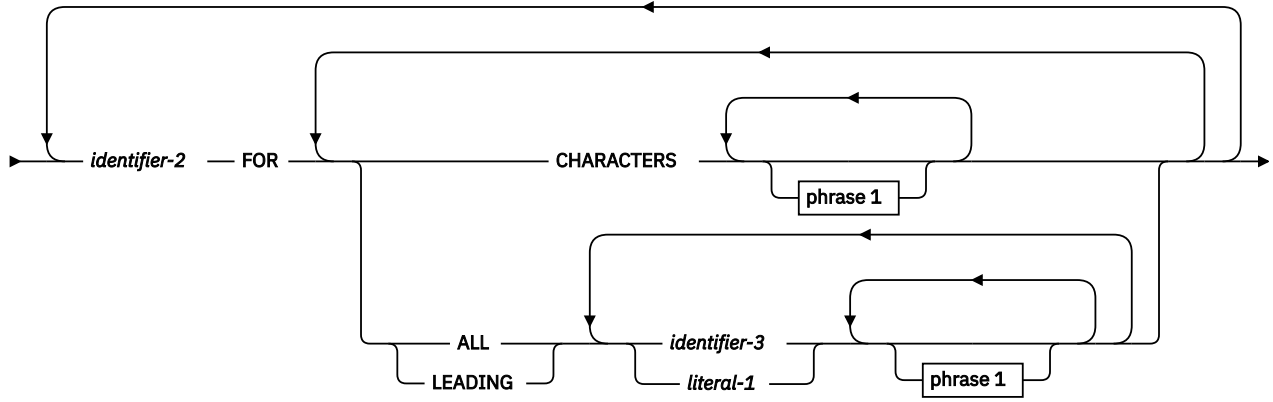 identifier-2 FOR CHARACTERS
phrase 1
ALL identifier-3
LEADING literal-1
phrase 1